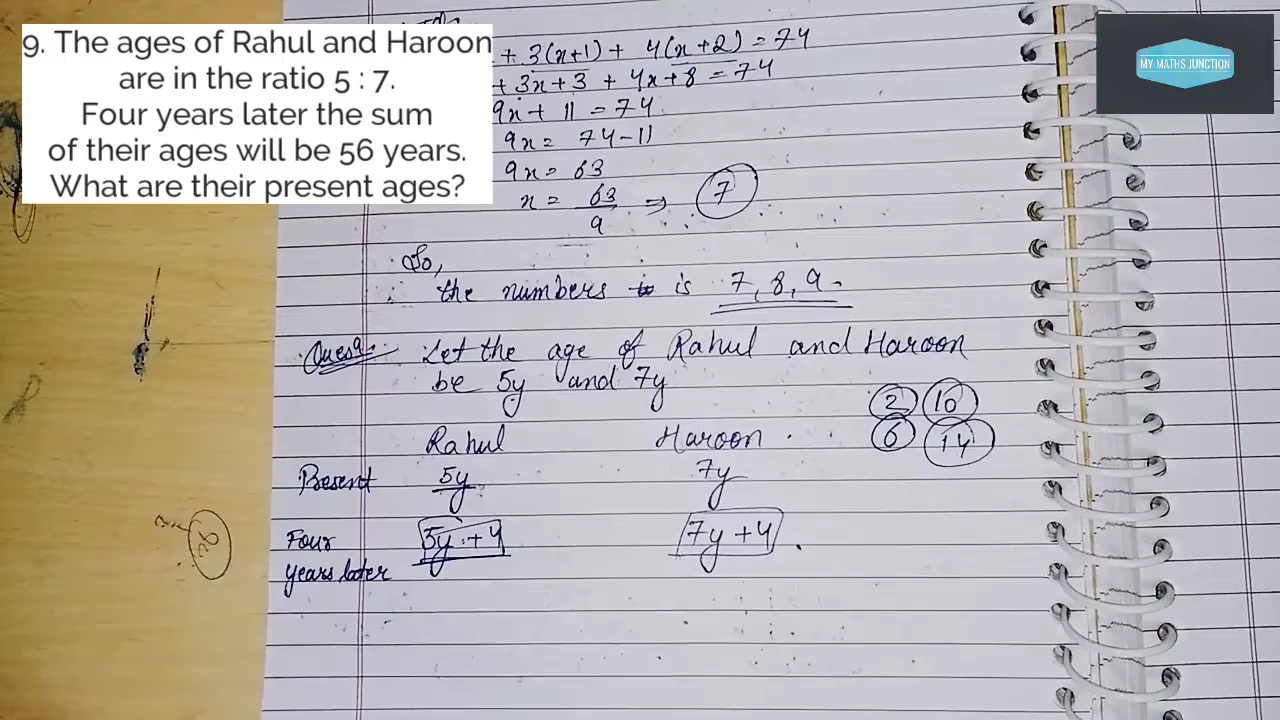 9. The ages of Rahul and Haroon
are in the ratio 5 : 7.
Four years later the sum
of their ages will be 56 years.
What are their present ages?
MY MATHS JUNCTION
+ 3(x+1) + 4(x+2) = 74
+ 3x + 3 + 4x + 8 = 74
9x + 11 = 74
9x = 74 - 11
9x = 63
x = 63/9 ⇒ 7
So,
the numbers is 7, 8, 9.
Ques9. Let the age of Rahul and Haroon
be 5y and 7y
2 10
6 14
Rahul Haroon
Present 5y 7y
Four years later 5y + 4 7y + 4